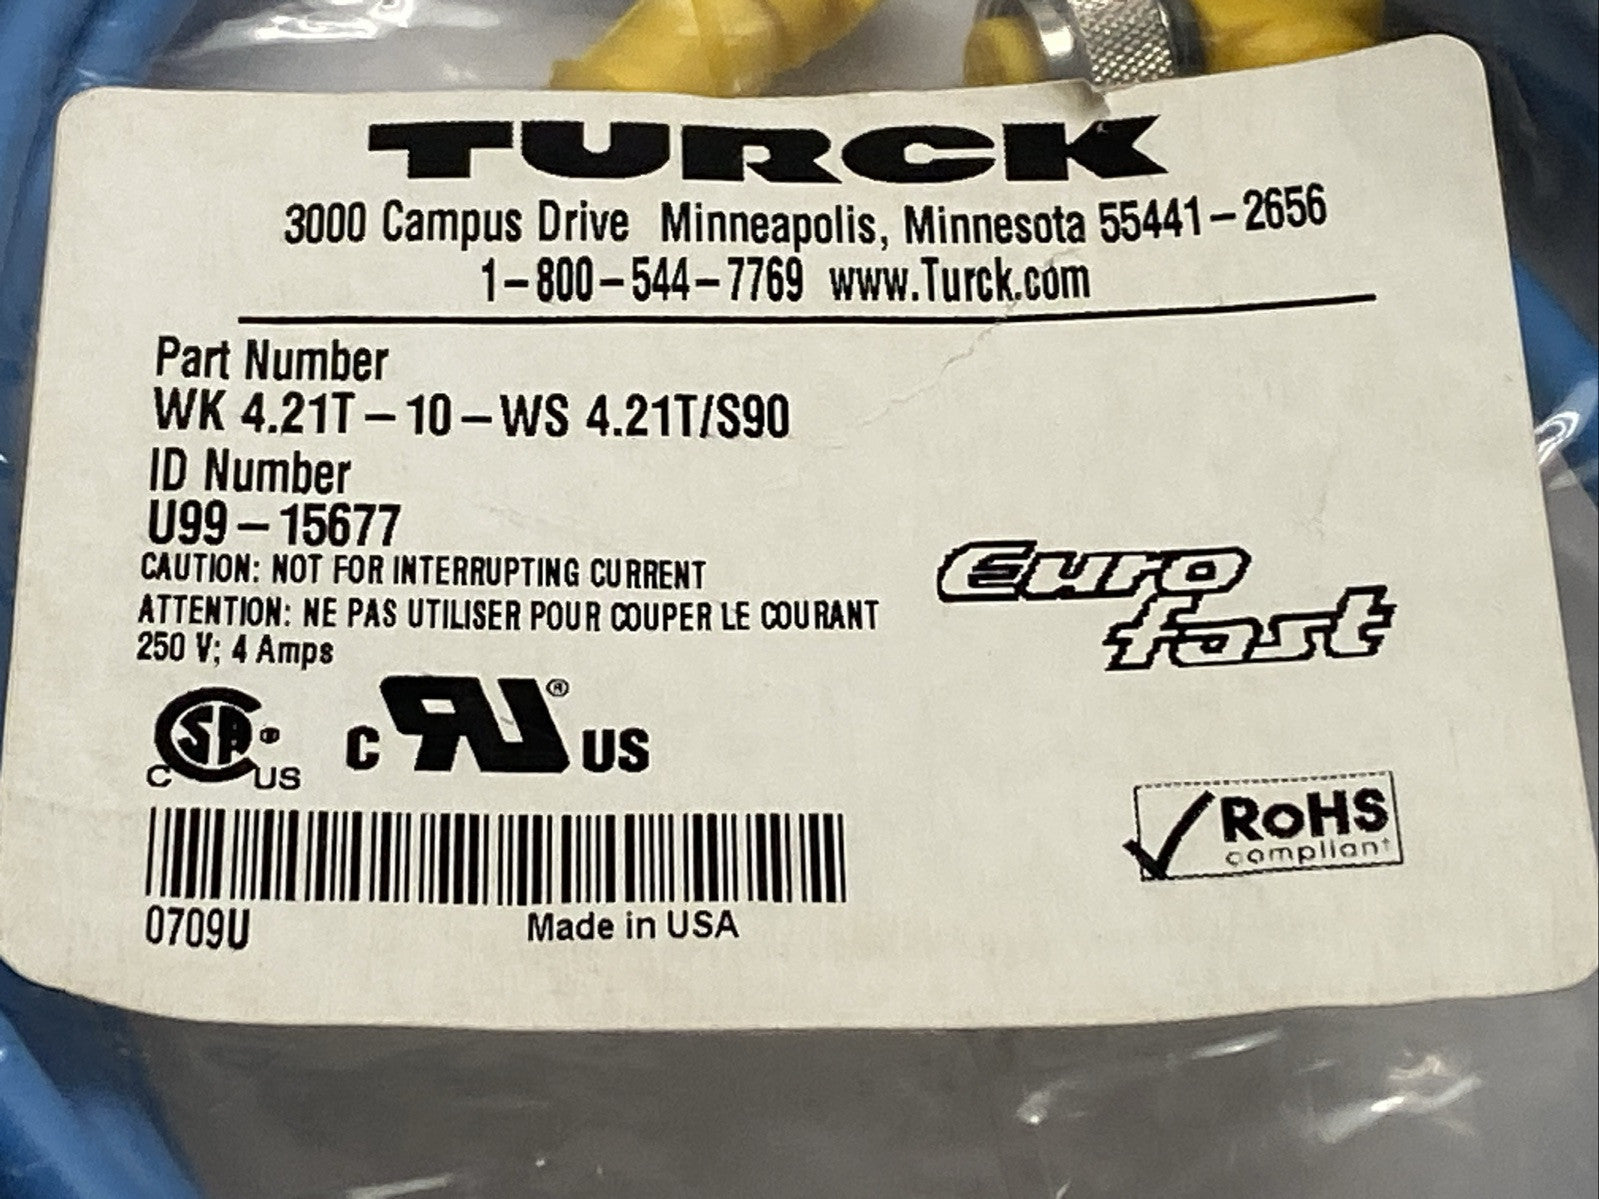 TURCK
3000 Campus Drive Minneapolis, Minnesota 55441-2656
1-800-544-7769 www.Turck.com
Part Number
WK 4.21T-10-WS 4.21T/S90
ID Number
U99-15677
CAUTION: NOT FOR INTERRUPTING CURRENT
ATTENTION: NE PAS UTILISER POUR COUPER LE COURANT
250 V; 4 Amps
Euro
fast
C SA ® C US
C RU ® US
RoHS
compliant
0709U Made in USA